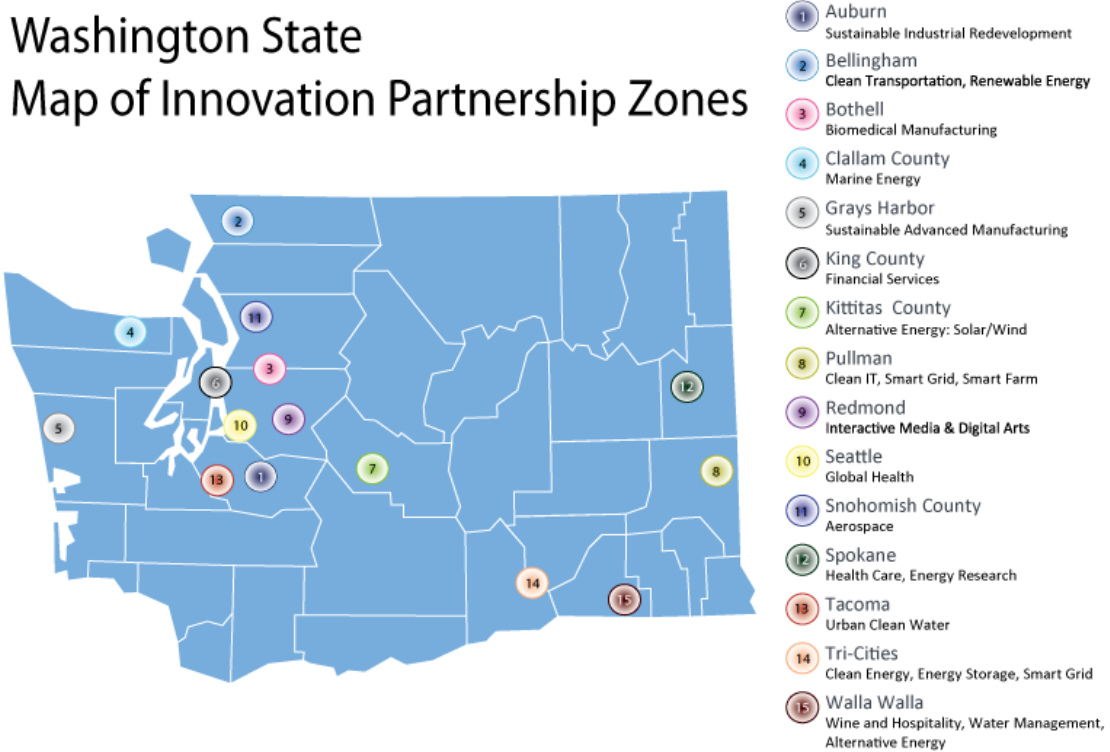 Washington State
Map of Innovation Partnership Zones
1
Auburn
Sustainable Industrial Redevelopment
2
Bellingham
Clean Transportation, Renewable Energy
3
Bothell
Biomedical Manufacturing
4
Clallam County
Marine Energy
5
Grays Harbor
Sustainable Advanced Manufacturing
6
King County
Financial Services
7
Kittitas County
Alternative Energy: Solar/Wind
8
Pullman
Clean IT, Smart Grid, Smart Farm
9
Redmond
Interactive Media & Digital Arts
10
Seattle
Global Health
11
Snohomish County
Aerospace
12
Spokane
Health Care, Energy Research
13
Tacoma
Urban Clean Water
14
Tri-Cities
Clean Energy, Energy Storage, Smart Grid
15
Walla Walla
Wine and Hospitality, Water Management,
Alternative Energy
2
11
4
3
6
12
9
10
5
7
8
13
1
14
15